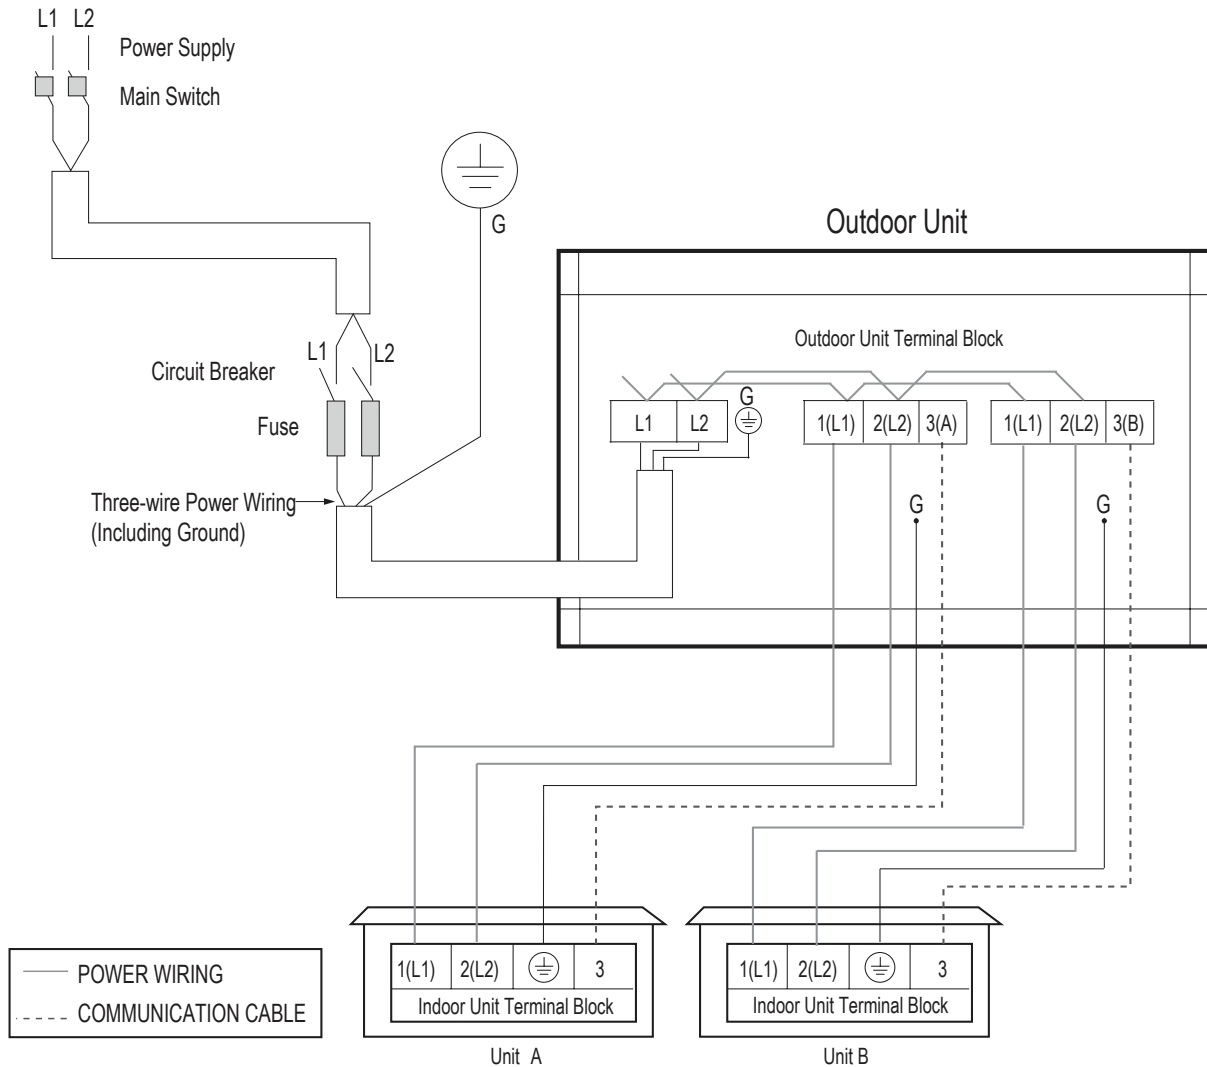 L1 L2
Power Supply
Main Switch
G
Outdoor Unit
Outdoor Unit Terminal Block
L1 L2
Circuit Breaker
Fuse
G
L1 L2
1(L1) 2(L2) 3(A)
1(L1) 2(L2) 3(B)
Three-wire Power Wiring
(Including Ground)
G
G
1(L1) 2(L2) 3
Indoor Unit Terminal Block
Unit A
1(L1) 2(L2) 3
Indoor Unit Terminal Block
Unit B
POWER WIRING
COMMUNICATION CABLE